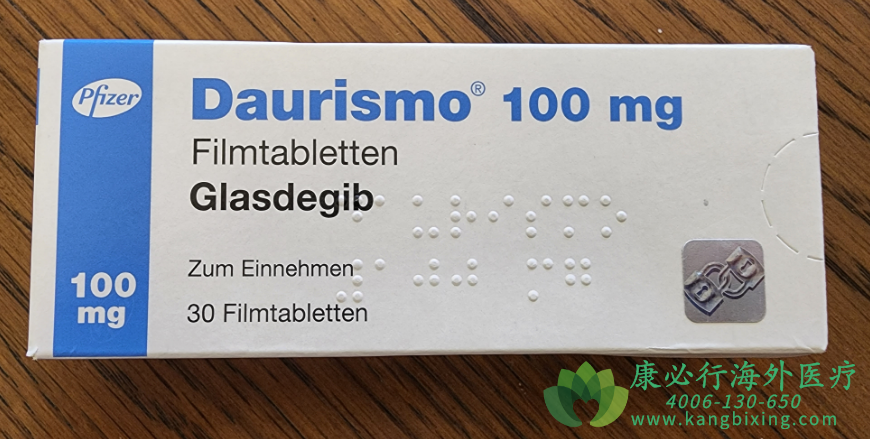 Pfizer
Daurismo® 100 mg
Filmtabletten
Glasdegib
Zum Einnehmen
30 Filmtabletten
100
mg
康必行海外医疗
4006-130-650
www.kangbixing.com